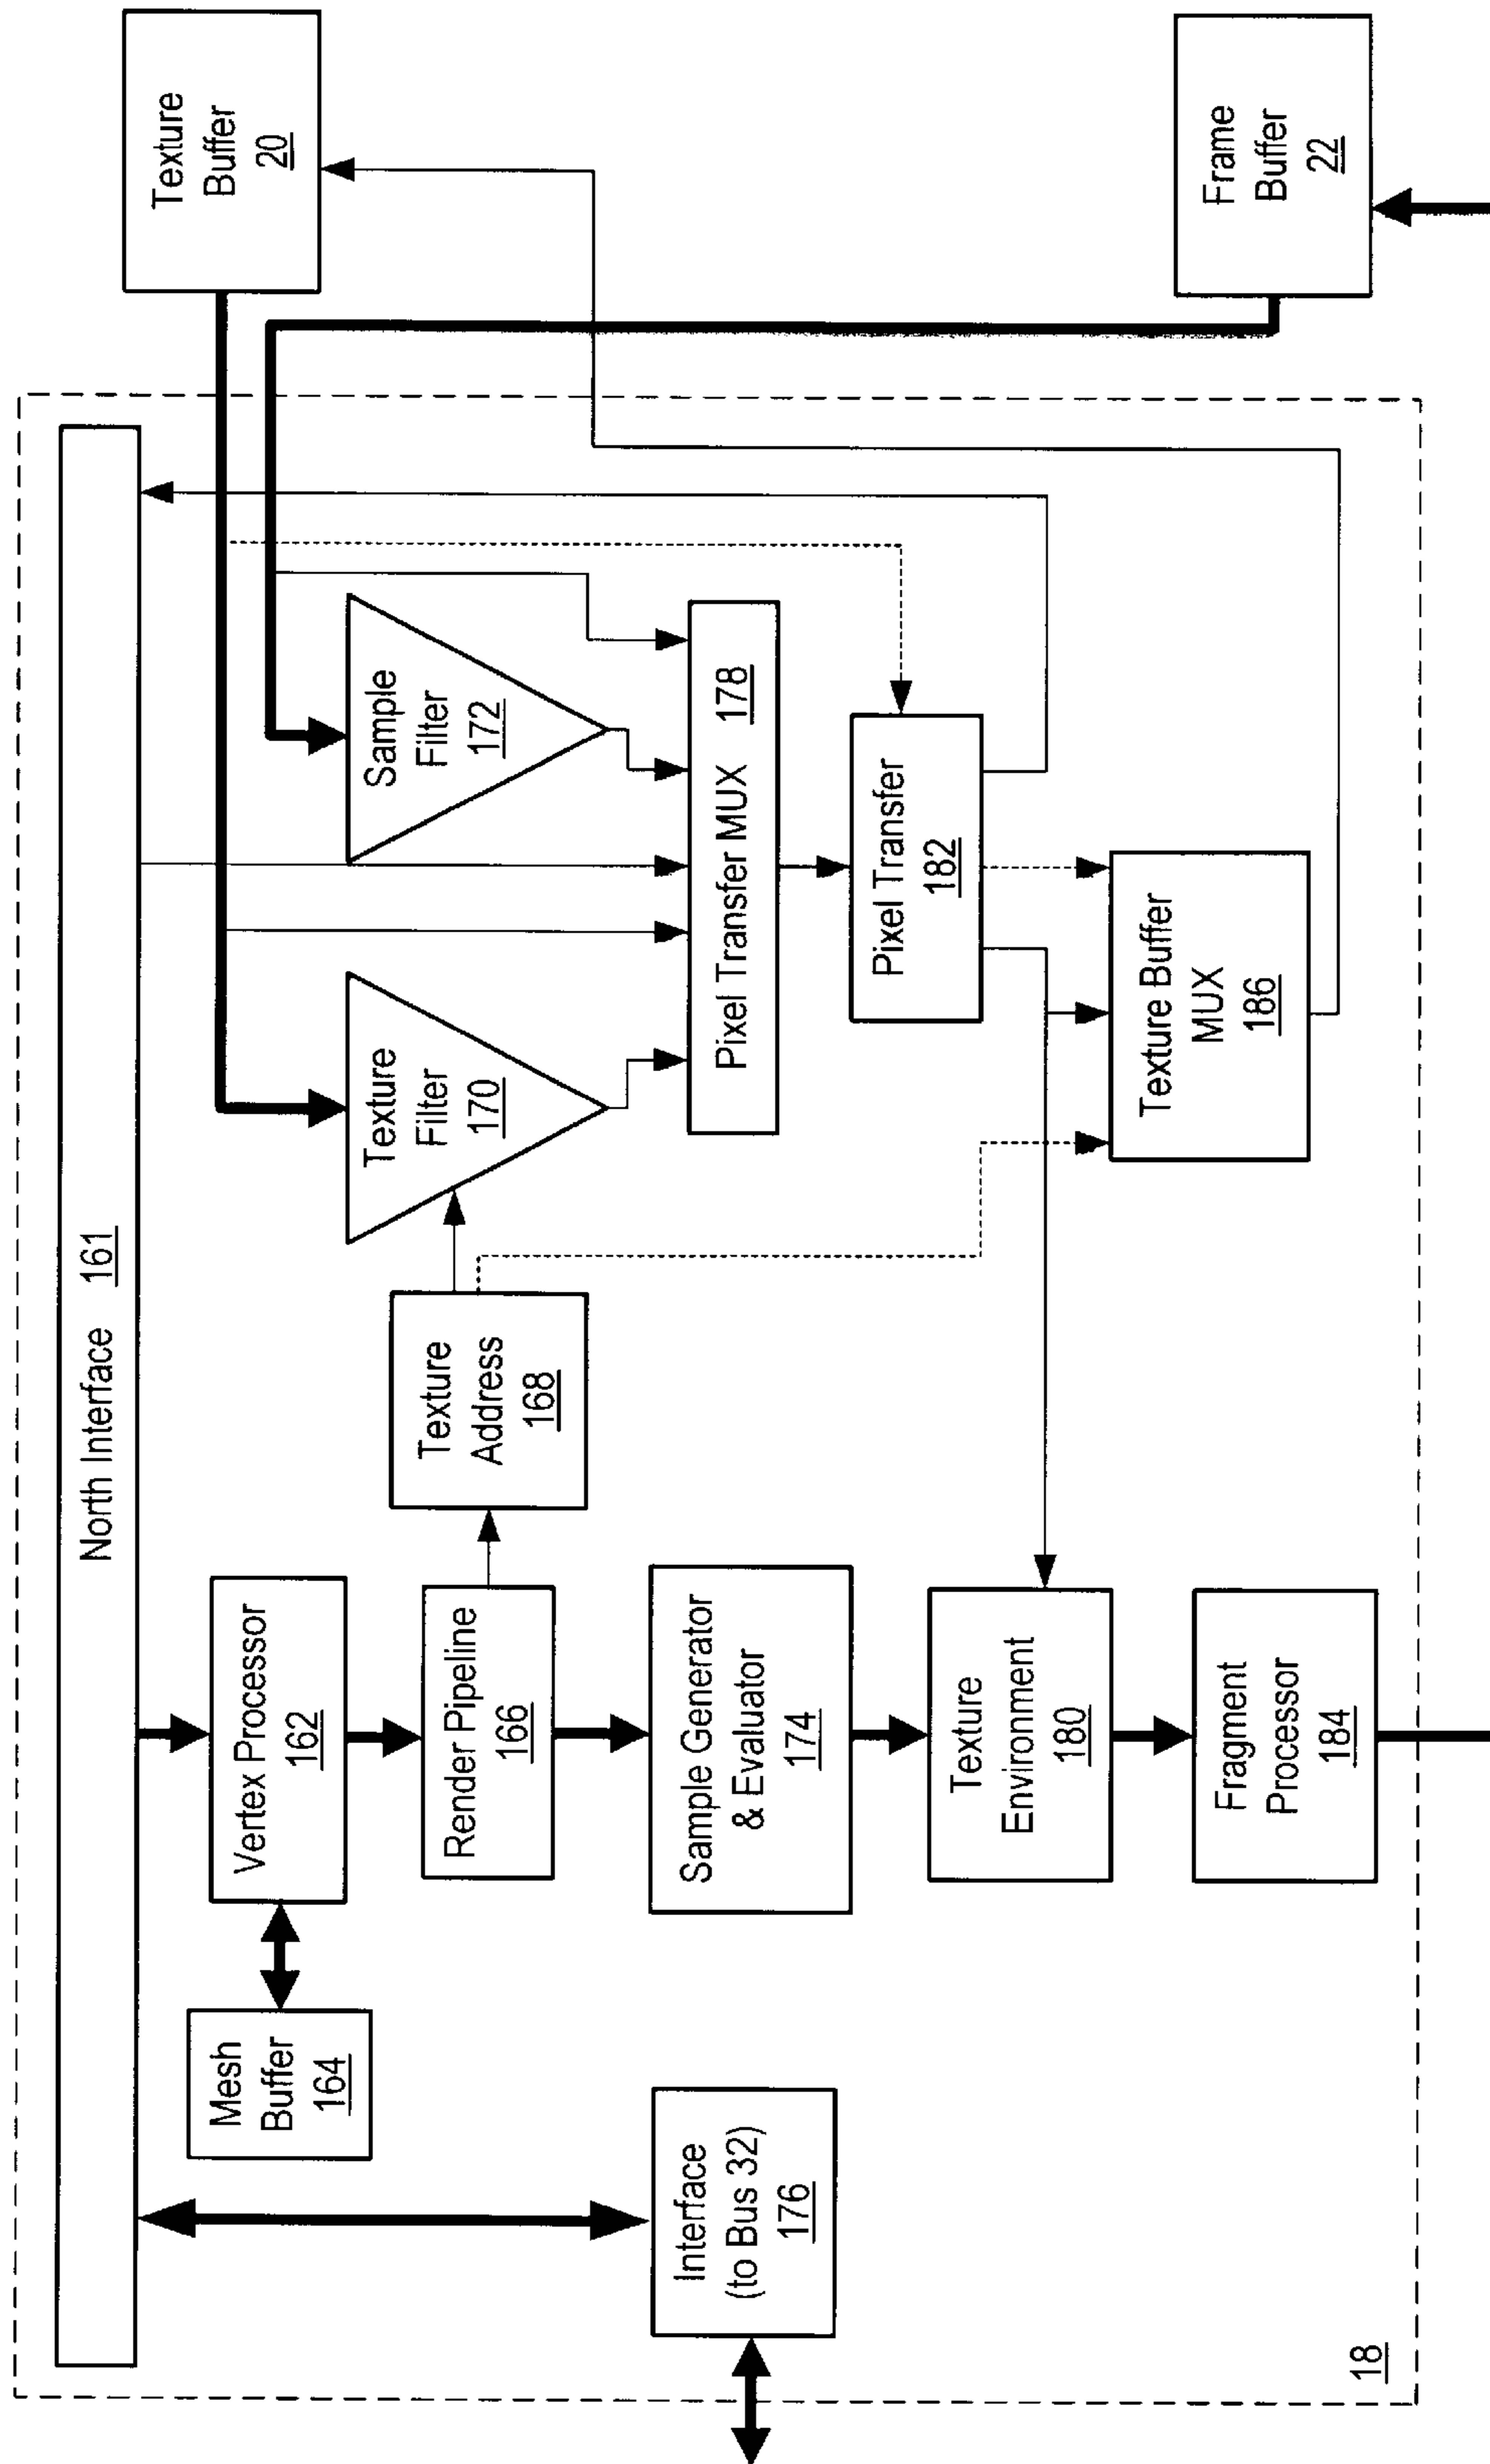 North Interface 161
Mesh
Buffer
164
Vertex Processor
162
Texture
Buffer
20
Render Pipeline
166
Texture
Address
168
Texture
Filter
170
Sample
Filter
172
Interface
(to Bus 32)
176
Sample Generator
& Evaluator
174
Pixel Transfer MUX 178
Texture
Environment
180
Pixel Transfer
182
Fragment
Processor
184
Texture Buffer
MUX
186
Frame
Buffer
22
18